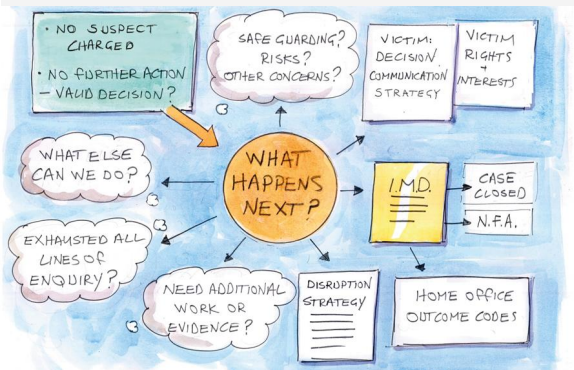 • NO SUSPECT
CHARGED
• NO FURTHER ACTION
– VALID DECISION?
SAFE GUARDING?
RISKS?
OTHER CONCERNS?
VICTIM:
DECISION
COMMUNICATION
STRATEGY
VICTIM
RIGHTS
+
INTERESTS
WHAT ELSE
CAN WE DO?
WHAT
HAPPENS
NEXT?
I.M.D.
CASE
CLOSED
N.F.A.
EXHAUSTED ALL
LINES OF
ENQUIRY?
NEED ADDITIONAL
WORK OR
EVIDENCE?
DISRUPTION
STRATEGY
HOME OFFICE
OUTCOME CODES